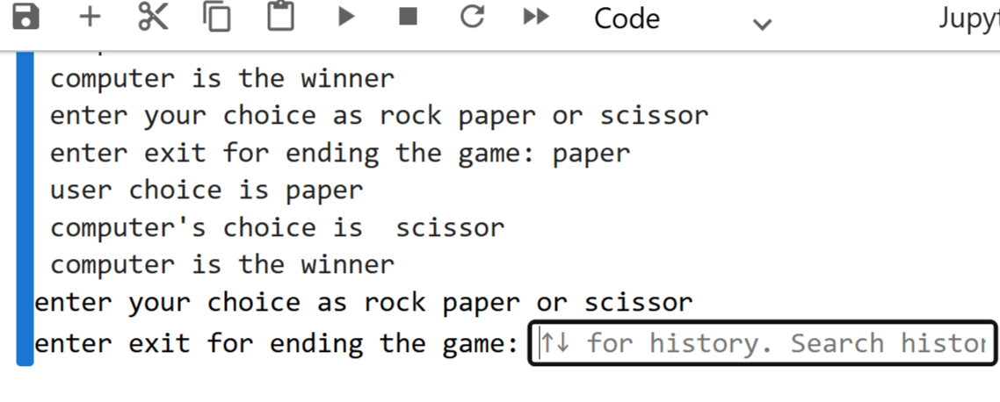 Code Jupyt
computer is the winner
enter your choice as rock paper or scissor
enter exit for ending the game: paper
user choice is paper
computer's choice is  scissor
computer is the winner
enter your choice as rock paper or scissor
enter exit for ending the game: ↑↓ for history. Search histor